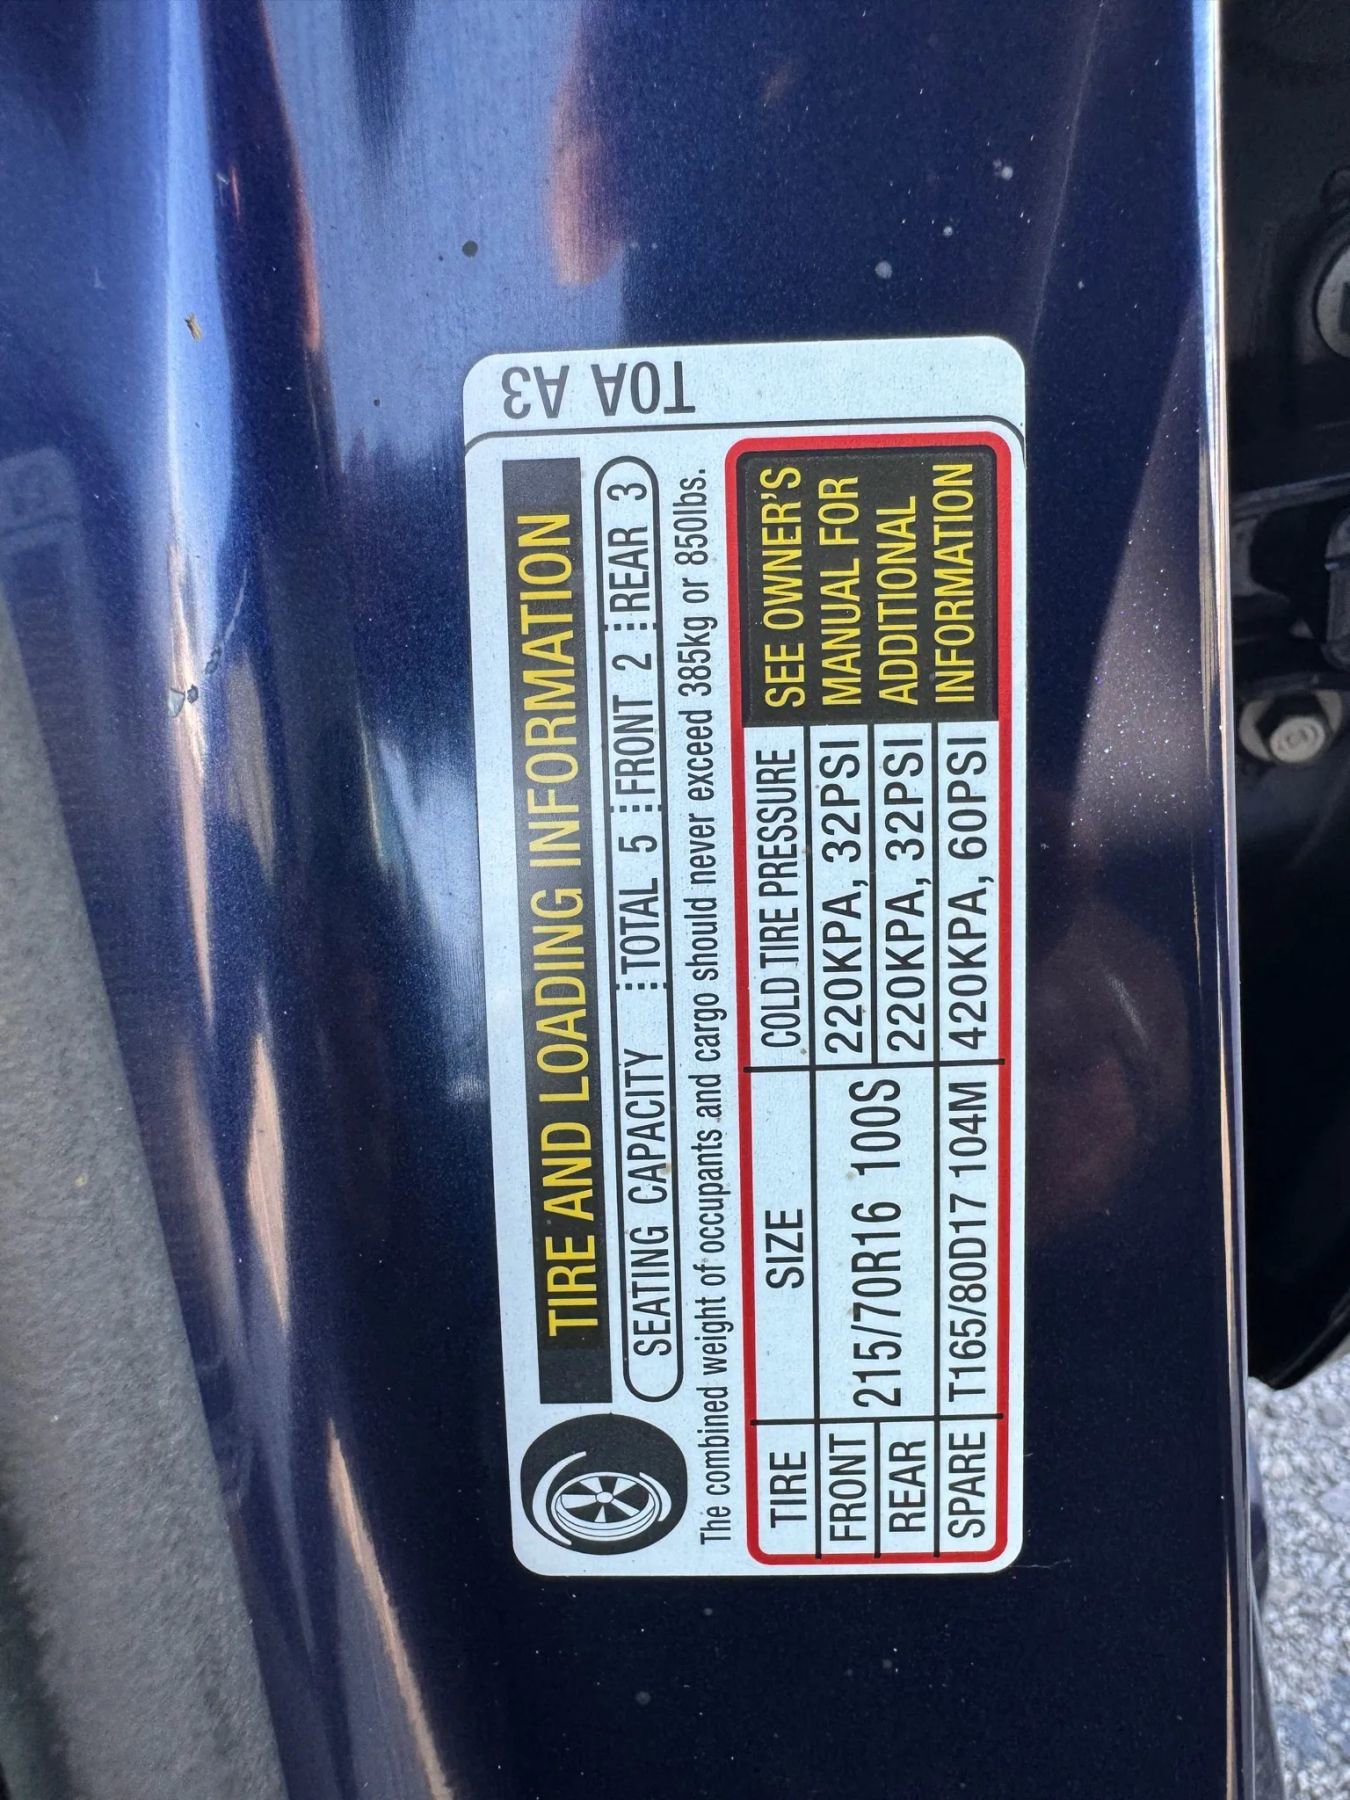 T0A A3
TIRE AND LOADING INFORMATION
SEATING CAPACITY TOTAL 5 FRONT 2 REAR 3
The combined weight of occupants and cargo should never exceed 385kg or 850lbs.
TIRE SIZE COLD TIRE PRESSURE
FRONT 215/70R16 100S 220KPA, 32PSI
REAR 220KPA, 32PSI
SPARE T165/80D17 104M 420KPA, 60PSI
SEE OWNER'S
MANUAL FOR
ADDITIONAL
INFORMATION